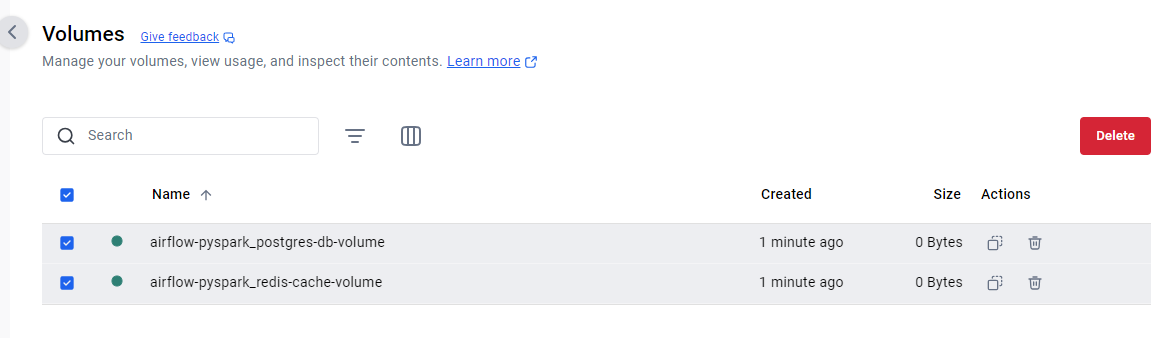 Volumes Give feedback
Manage your volumes, view usage, and inspect their contents. Learn more
Search
Delete
Name Created Size Actions
airflow-pyspark_postgres-db-volume 1 minute ago 0 Bytes
airflow-pyspark_redis-cache-volume 1 minute ago 0 Bytes